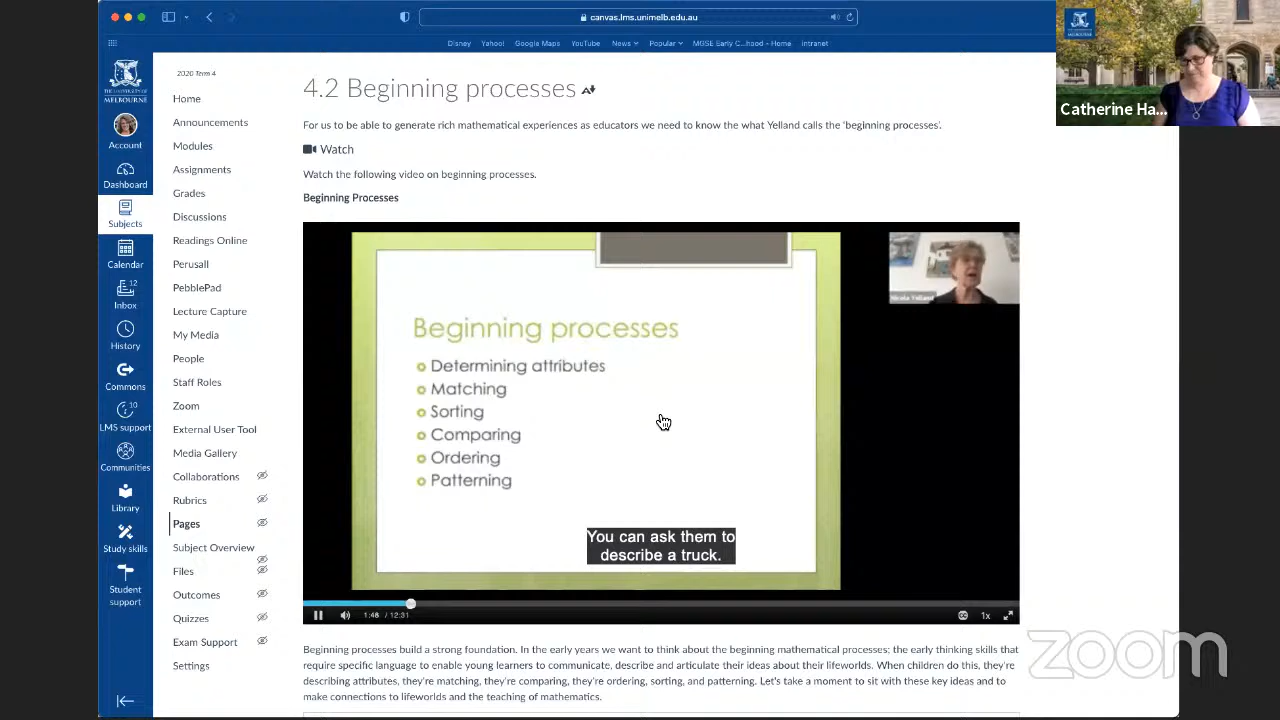 canvas.lms.unimelb.edu.au
Disney Yahoo! Google Maps YouTube News Popular MGSE Early C...lhood - Home intranet
Catherine Ha...
THE UNIVERSITY OF
MELBOURNE
Account
Dashboard
Subjects
Calendar
12
Inbox
History
Commons
10
LMS support
Communities
Library
Study skills
Student
support
2020 Term 4
Home
Announcements
Modules
Assignments
Grades
Discussions
Readings Online
Perusall
PebblePad
Lecture Capture
My Media
People
Staff Roles
Zoom
External User Tool
Media Gallery
Collaborations
Rubrics
Pages
Subject Overview
Files
Outcomes
Quizzes
Exam Support
Settings
4.2 Beginning processes
For us to be able to generate rich mathematical experiences as educators we need to know the what Yelland calls the 'beginning processes'.
Watch
Watch the following video on beginning processes.
Beginning Processes
Nicola Yelland
Beginning processes
Determining attributes
Matching
Sorting
Comparing
Ordering
Patterning
You can ask them to
describe a truck.
1:48 / 12:31
1x
Beginning processes build a strong foundation. In the early years we want to think about the beginning mathematical processes; the early thinking skills that
require specific language to enable young learners to communicate, describe and articulate their ideas about their lifeworlds. When children do this, they're
describing attributes, they're matching, they're comparing, they're ordering, sorting, and patterning. Let's take a moment to sit with these key ideas and to
make connections to lifeworlds and the teaching of mathematics.
zoom